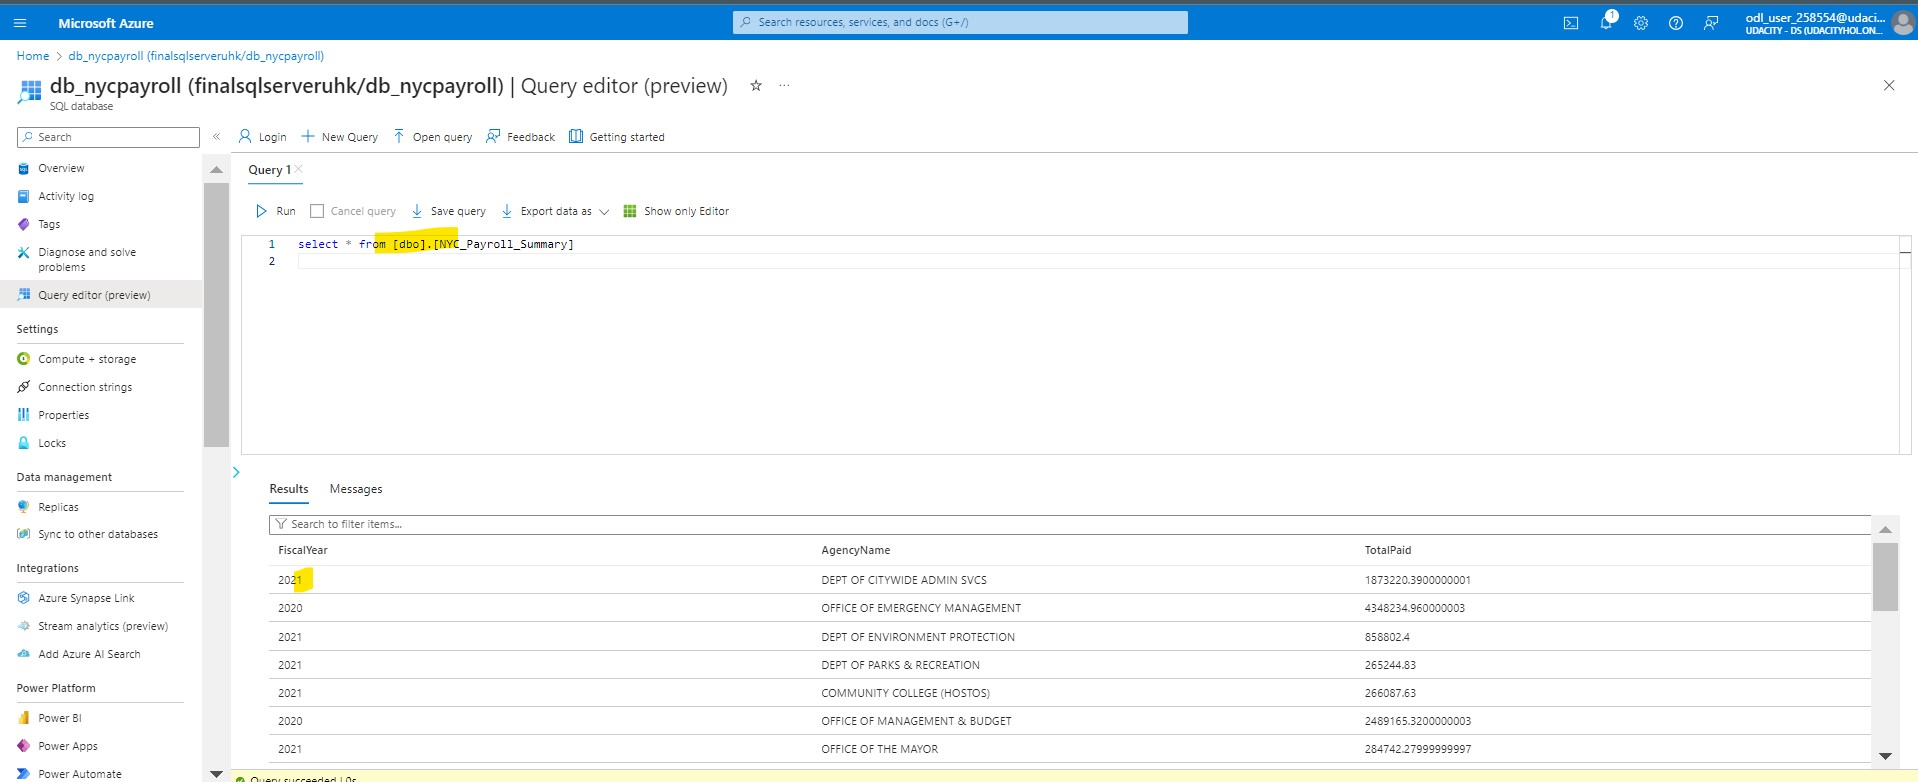 Microsoft Azure
Search resources, services, and docs (G+/)
1
odl_user_258554@udaci...
UDACITY - DS (UDACITYHOL.ON...
Home > db_nycpayroll (finalsqlserveruhk/db_nycpayroll)
db_nycpayroll (finalsqlserveruhk/db_nycpayroll) | Query editor (preview)
SQL database
Search
Login
New Query
Open query
Feedback
Getting started
Overview
Activity log
Tags
Diagnose and solve
problems
Query editor (preview)
Settings
Compute + storage
Connection strings
Properties
Locks
Data management
Replicas
Sync to other databases
Integrations
Azure Synapse Link
Stream analytics (preview)
Add Azure AI Search
Power Platform
Power BI
Power Apps
Power Automate
Query 1
Run
Cancel query
Save query
Export data as
Show only Editor
1 select * from [dbo].[NYC_Payroll_Summary]
2
Results Messages
Search to filter items...
FiscalYear AgencyName TotalPaid
2021 DEPT OF CITYWIDE ADMIN SVCS 1873220.3900000001
2020 OFFICE OF EMERGENCY MANAGEMENT 4348234.960000003
2021 DEPT OF ENVIRONMENT PROTECTION 858802.4
2021 DEPT OF PARKS & RECREATION 265244.83
2021 COMMUNITY COLLEGE (HOSTOS) 266087.63
2020 OFFICE OF MANAGEMENT & BUDGET 2489165.3200000003
2021 OFFICE OF THE MAYOR 284742.27999999997
Query succeeded | 0s